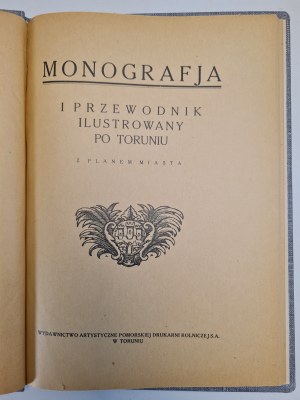 MONOGRAFJA
I PRZEWODNIK
ILUSTROWANY
PO TORUNIU
Z PLANEM MIASTA
WYDAWNICTWO ARTYSTYCZNE POMORSKIEJ DRUKARNI ROLNICZEJ S.A.
W TORUNIU